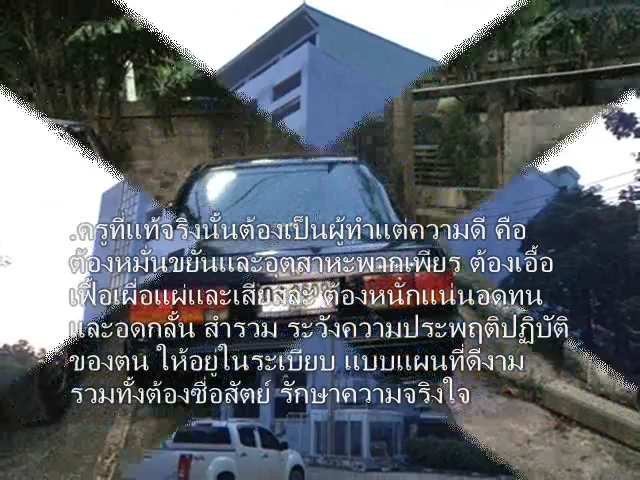 .ครูที่แท้จริงนั้นต้องเป็นผู้ทำแต่ความดี คือ
ต้องหมั่นขยันและอุตสาหะพากเพียร ต้องเอื้อ
เฟื้อเผื่อแผ่และเสียสละ ต้องหนักแน่นอดทน
และอดกลั้น สำรวม ระวังความประพฤติปฏิบัติ
ของตน ให้อยู่ในระเบียบ แบบแผนที่ดีงาม
รวมทั้งต้องซื่อสัตย์ รักษาความจริงใจ